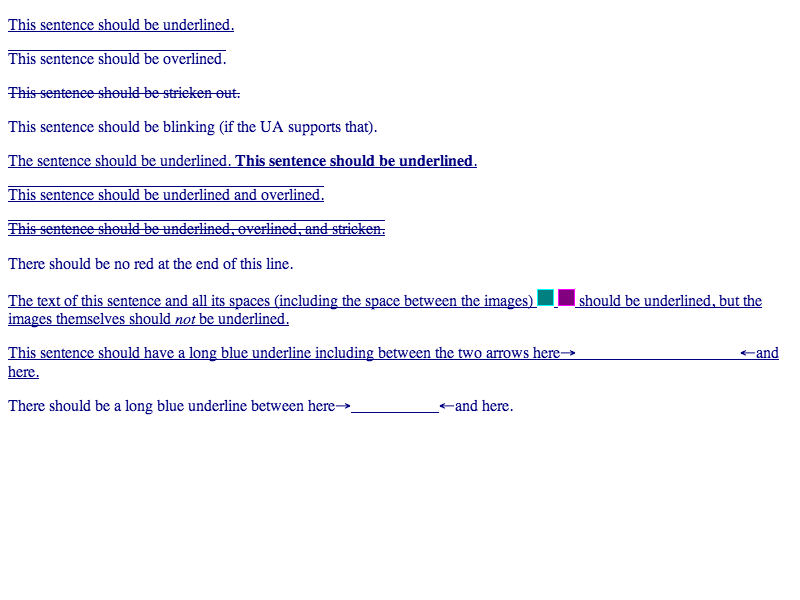 This sentence should be underlined.
This sentence should be overlined.
This sentence should be stricken out.
This sentence should be blinking (if the UA supports that).
The sentence should be underlined. This sentence should be underlined.
This sentence should be underlined and overlined.
This sentence should be underlined, overlined, and stricken.
There should be no red at the end of this line.
The text of this sentence and all its spaces (including the space between the images) should be underlined, but the
images themselves should not be underlined.
This sentence should have a long blue underline including between the two arrows here→ ←and
here.
There should be a long blue underline between here→ ←and here.